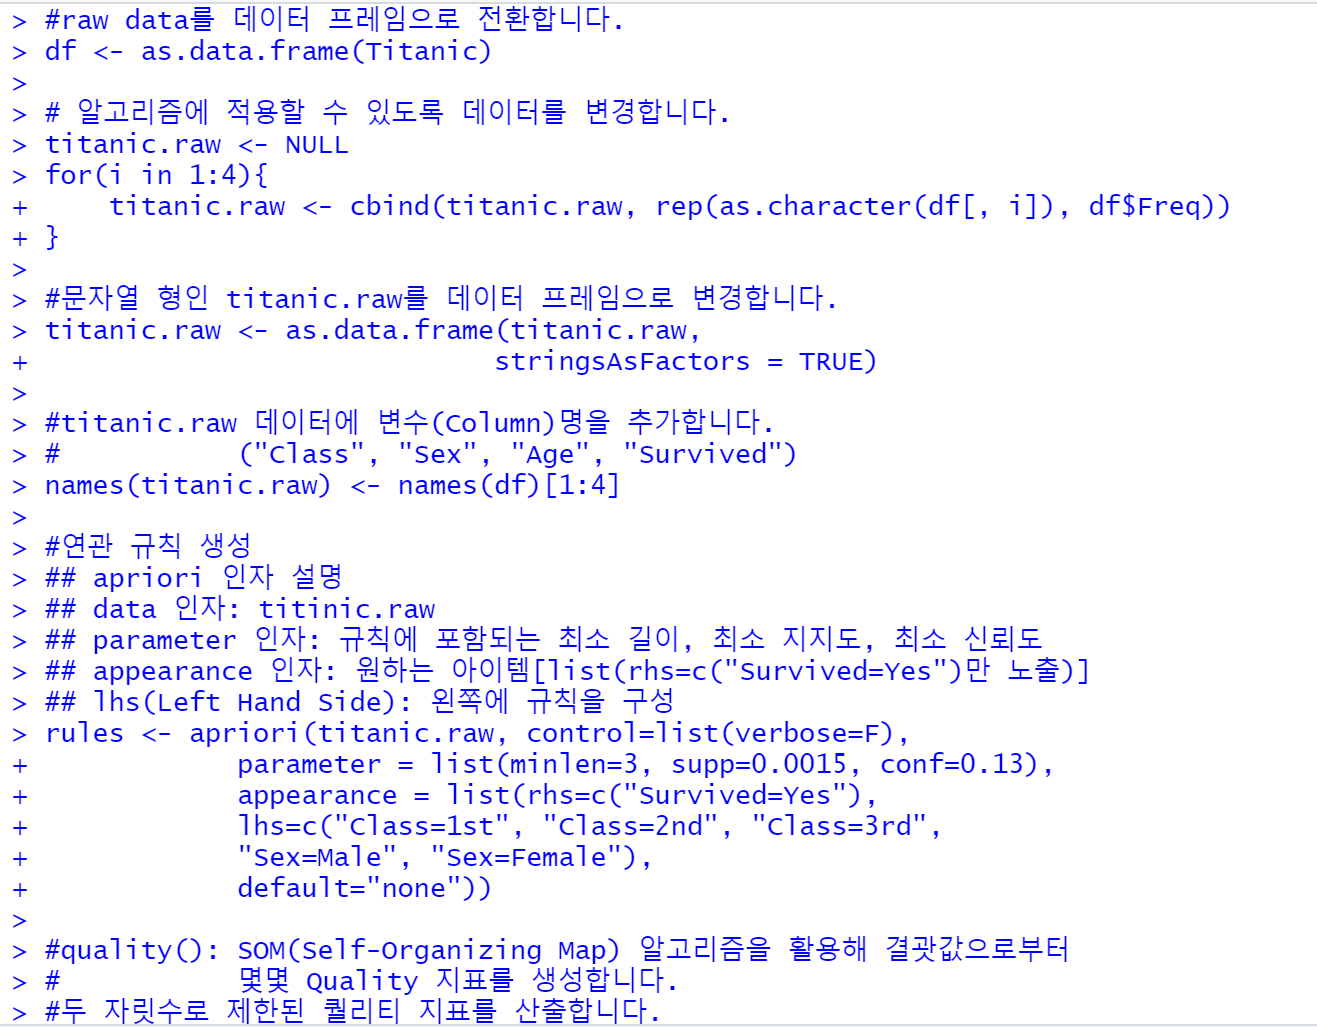 > #raw data를 데이터 프레임으로 전환합니다.
> df <- as.data.frame(Titanic)
>
> # 알고리즘에 적용할 수 있도록 데이터를 변경합니다.
> titanic.raw <- NULL
> for(i in 1:4){
+     titanic.raw <- cbind(titanic.raw, rep(as.character(df[, i]), df$Freq))
+ }
>
> #문자열 형인 titanic.raw를 데이터 프레임으로 변경합니다.
> titanic.raw <- as.data.frame(titanic.raw,
+                             stringsAsFactors = TRUE)
>
> #titanic.raw 데이터에 변수(Column)명을 추가합니다.
> #           ("Class", "Sex", "Age", "Survived")
> names(titanic.raw) <- names(df)[1:4]
>
> #연관 규칙 생성
> ## apriori 인자 설명
> ## data 인자: titinic.raw
> ## parameter 인자: 규칙에 포함되는 최소 길이, 최소 지지도, 최소 신뢰도
> ## appearance 인자: 원하는 아이템[list(rhs=c("Survived=Yes")만 노출)]
> ## lhs(Left Hand Side): 왼쪽에 규칙을 구성
> rules <- apriori(titanic.raw, control=list(verbose=F),
+             parameter = list(minlen=3, supp=0.0015, conf=0.13),
+             appearance = list(rhs=c("Survived=Yes"),
+             lhs=c("Class=1st", "Class=2nd", "Class=3rd",
+             "Sex=Male", "Sex=Female"),
+             default="none"))
>
> #quality(): SOM(Self-Organizing Map) 알고리즘을 활용해 결괏값으로부터
> #           몇몇 Quality 지표를 생성합니다.
> #두 자릿수로 제한된 퀄리티 지표를 산출합니다.